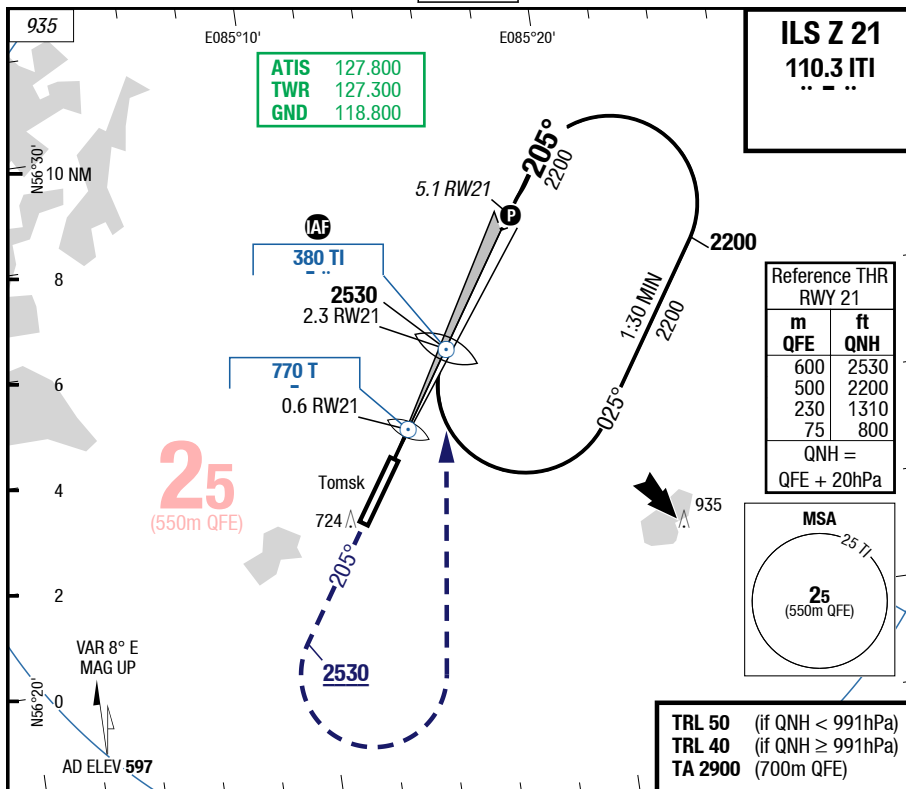 935
E085°10'
E085°20'
ILS Z 21
110.3 ITI
ATIS 127.800
TWR 127.300
GND 118.800
N56°30'
10 NM
205°
2200
5.1 RW21
P
IAF
380 TI
2530
2.3 RW21
2200
8
1:30 MIN
2200
770 T
0.6 RW21
6
025°
Reference THR
RWY 21
m ft
QFE QNH
600 2530
500 2200
230 1310
75 800
QNH =
QFE + 20hPa
25
(550m QFE)
Tomsk
4
724
935
205°
MSA
25 TI
25
(550m QFE)
2
2530
VAR 8° E
MAG UP
N56°20'
0
AD ELEV 597
TRL 50 (if QNH < 991hPa)
TRL 40 (if QNH ≥ 991hPa)
TA 2900 (700m QFE)